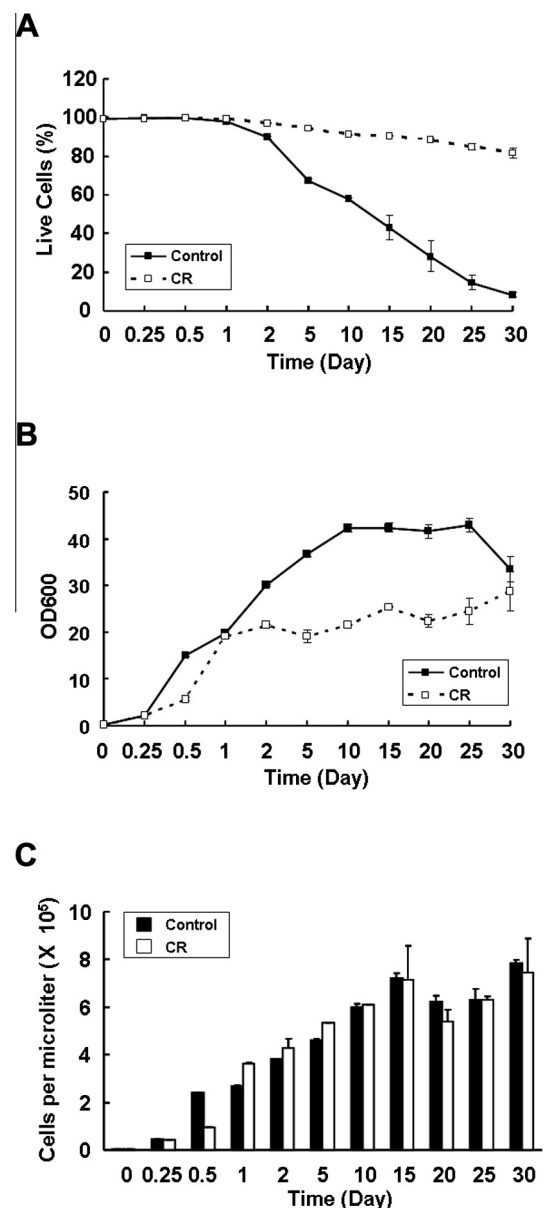 A
120
100
80
60
40
20
0
Live Cells (%)
Control
CR
0 0.25 0.5 1 2 5 10 15 20 25 30
Time (Day)
B
50
40
30
20
10
0
OD600
Control
CR
0 0.25 0.5 1 2 5 10 15 20 25 30
Time (Day)
C
10
8
6
4
2
0
Cells per microliter (X 10⁵)
Control
CR
0 0.25 0.5 1 2 5 10 15 20 25 30
Time (Day)